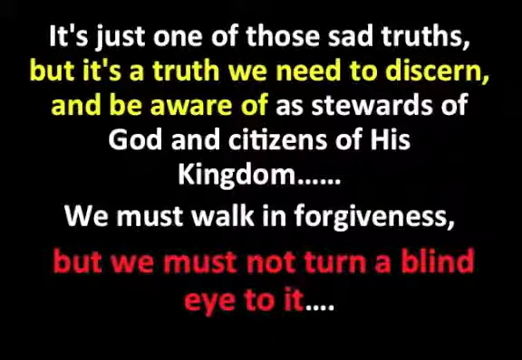 It's just one of those sad truths,
but it's a truth we need to discern,
and be aware of as stewards of
God and citizens of His
Kingdom......
We must walk in forgiveness,
but we must not turn a blind
eye to it....